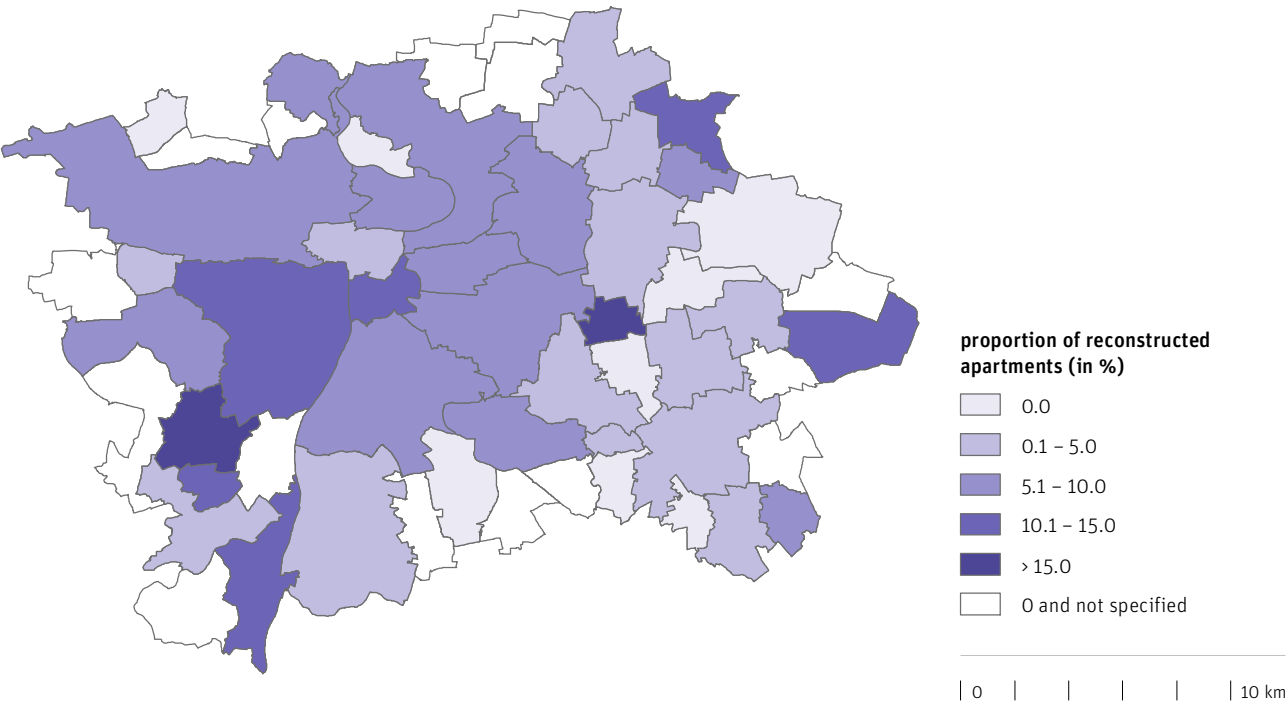 proportion of reconstructed
apartments (in %)
0.0
0.1 – 5.0
5.1 – 10.0
10.1 – 15.0
> 15.0
0 and not specified
0 10 km